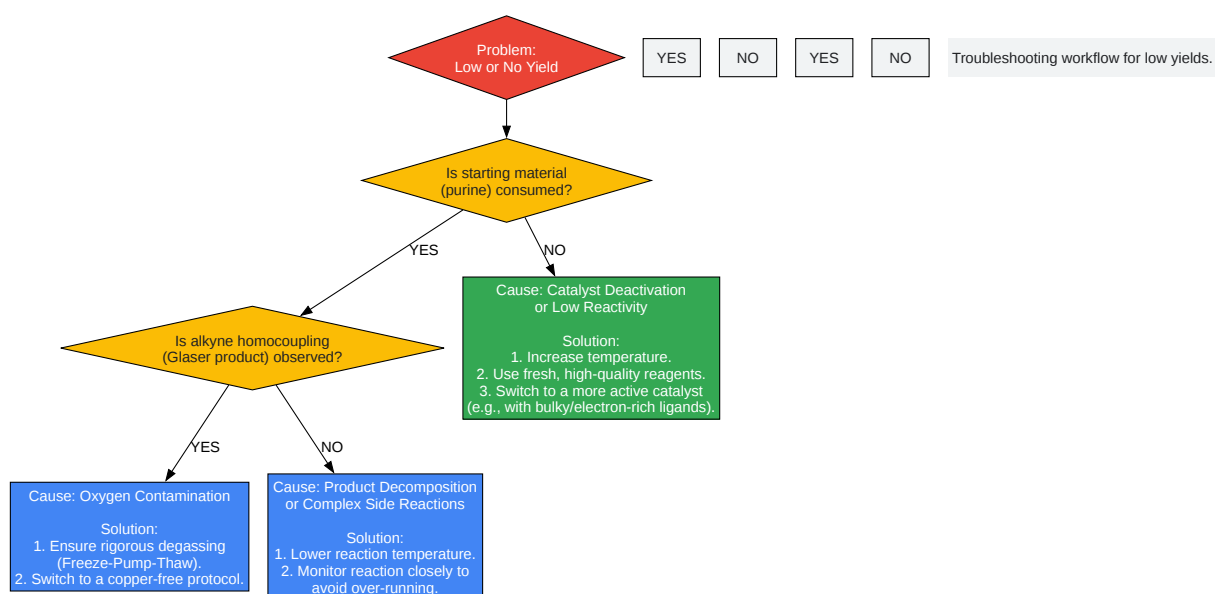 Problem:
Low or No Yield
YES
NO
YES
NO
Troubleshooting workflow for low yields.
Is starting material
(purine) consumed?
YES
NO
Cause: Catalyst Deactivation
or Low Reactivity
Solution:
1. Increase temperature.
2. Use fresh, high-quality reagents.
3. Switch to a more active catalyst
(e.g., with bulky/electron-rich ligands).
Is alkyne homocoupling
(Glaser product) observed?
YES
NO
Cause: Oxygen Contamination
Solution:
1. Ensure rigorous degassing
(Freeze-Pump-Thaw).
2. Switch to a copper-free protocol.
Cause: Product Decomposition
or Complex Side Reactions
Solution:
1. Lower reaction temperature.
2. Monitor reaction closely to
avoid over-running.